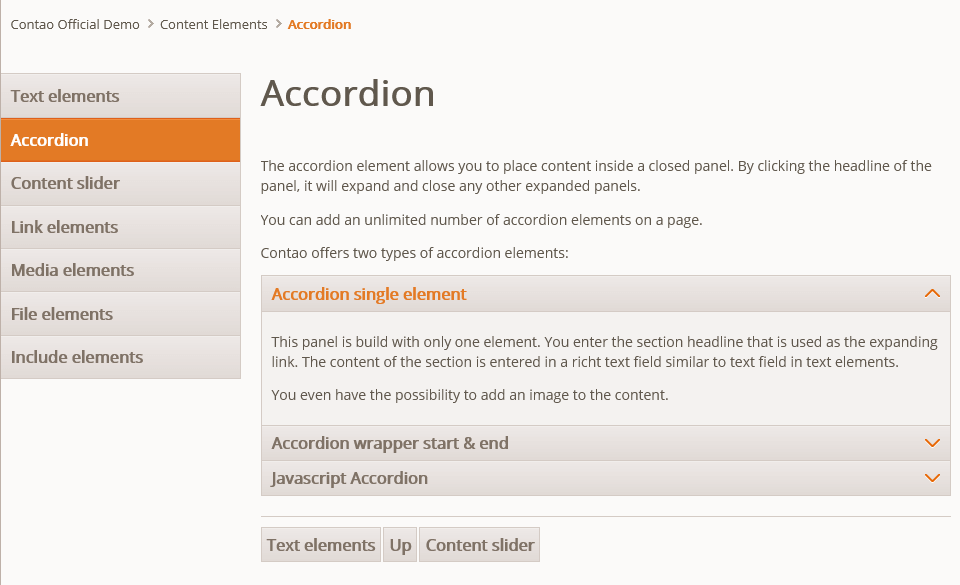 Contao Official Demo > Content Elements > Accordion
Text elements
Accordion
Content slider
Link elements
Media elements
File elements
Include elements
Accordion
The accordion element allows you to place content inside a closed panel. By clicking the headline of the
panel, it will expand and close any other expanded panels.
You can add an unlimited number of accordion elements on a page.
Contao offers two types of accordion elements:
Accordion single element
This panel is build with only one element. You enter the section headline that is used as the expanding
link. The content of the section is entered in a richt text field similar to text field in text elements.
You even have the possibility to add an image to the content.
Accordion wrapper start & end
Javascript Accordion
Text elements Up Content slider